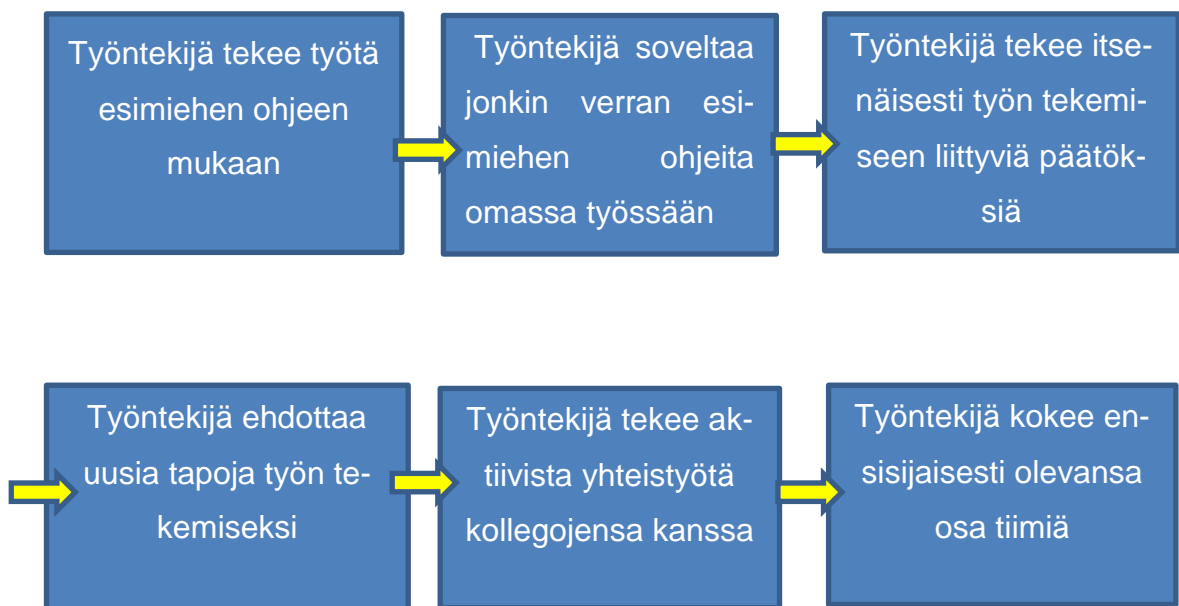 Työntekijä tekee työtä
esimiehen ohjeen
mukaan
Työntekijä soveltaa
jonkin verran esi-
miehen ohjeita
omassa työssään
Työntekijä tekee itse-
näisesti työn tekemi-
seen liittyviä päätök-
siä
Työntekijä ehdottaa
uusia tapoja työn te-
kemiseksi
Työntekijä tekee ak-
tiivista yhteistyötä
kollegojensa kanssa
Työntekijä kokee en-
sisijaisesti olevansa
osa tiimiä